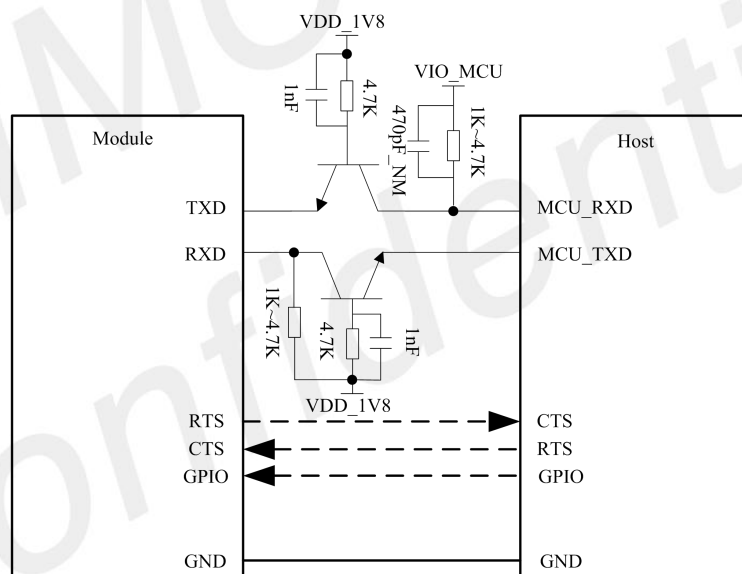 VDD_1V8
1nF
4.7K
VIO_MCU
470pF_NM
1K~4.7K
Module
Host
TXD
MCU_RXD
RXD
MCU_TXD
1K~4.7K
4.7K
1nF
VDD_1V8
RTS
CTS
CTS
RTS
GPIO
GPIO
GND
GND